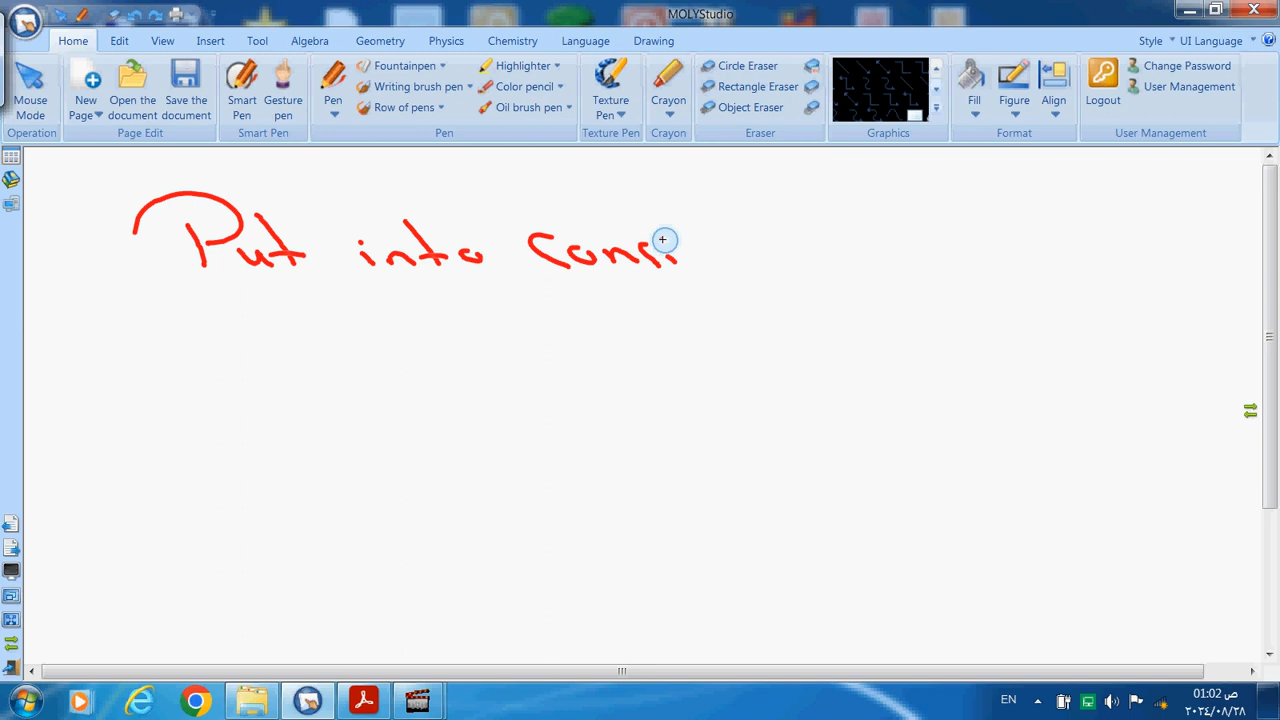 MOLYStudio
Home Edit View Insert Tool Algebra Geometry Physics Chemistry Language Drawing Style UI Language
Mouse Mode
Operation
New Page
Open the document
Save the document
Page Edit
Smart Pen
Gesture pen
Smart Pen
Pen
Fountainpen
Writing brush pen
Row of pens
Highlighter
Color pencil
Oil brush pen
Pen
Texture Pen
Texture Pen
Crayon
Crayon
Circle Eraser
Rectangle Eraser
Object Eraser
Eraser
Graphics
Fill
Figure
Align
Format
Logout
Change Password
User Management
User Management
Put into Consi
EN
01:02 ص
٢٠٢٤/٠٨/٢٨